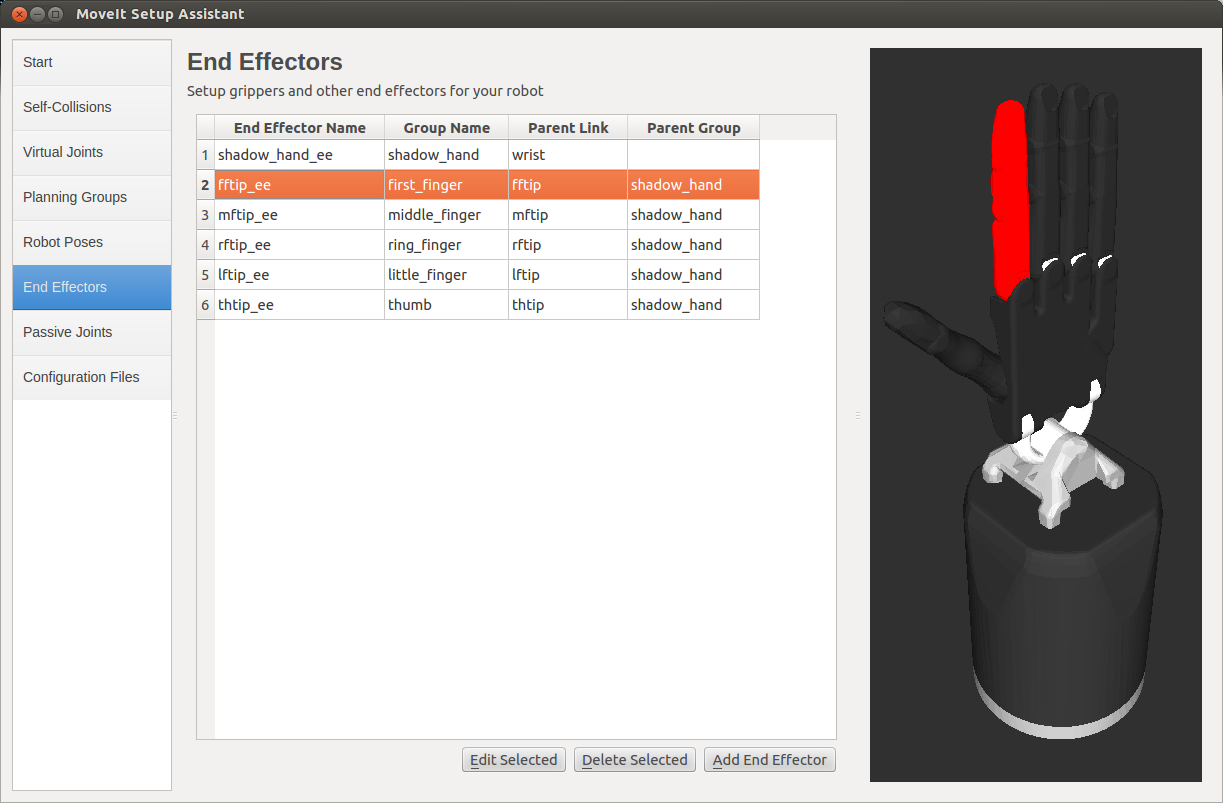 MoveIt Setup Assistant
Start
Self-Collisions
Virtual Joints
Planning Groups
Robot Poses
End Effectors
Passive Joints
Configuration Files
End Effectors
Setup grippers and other end effectors for your robot
End Effector Name Group Name Parent Link Parent Group
1 shadow_hand_ee shadow_hand wrist
2 fftip_ee first_finger fftip shadow_hand
3 mftip_ee middle_finger mftip shadow_hand
4 rftip_ee ring_finger rftip shadow_hand
5 lftip_ee little_finger lftip shadow_hand
6 thtip_ee thumb thtip shadow_hand
Edit Selected Delete Selected Add End Effector